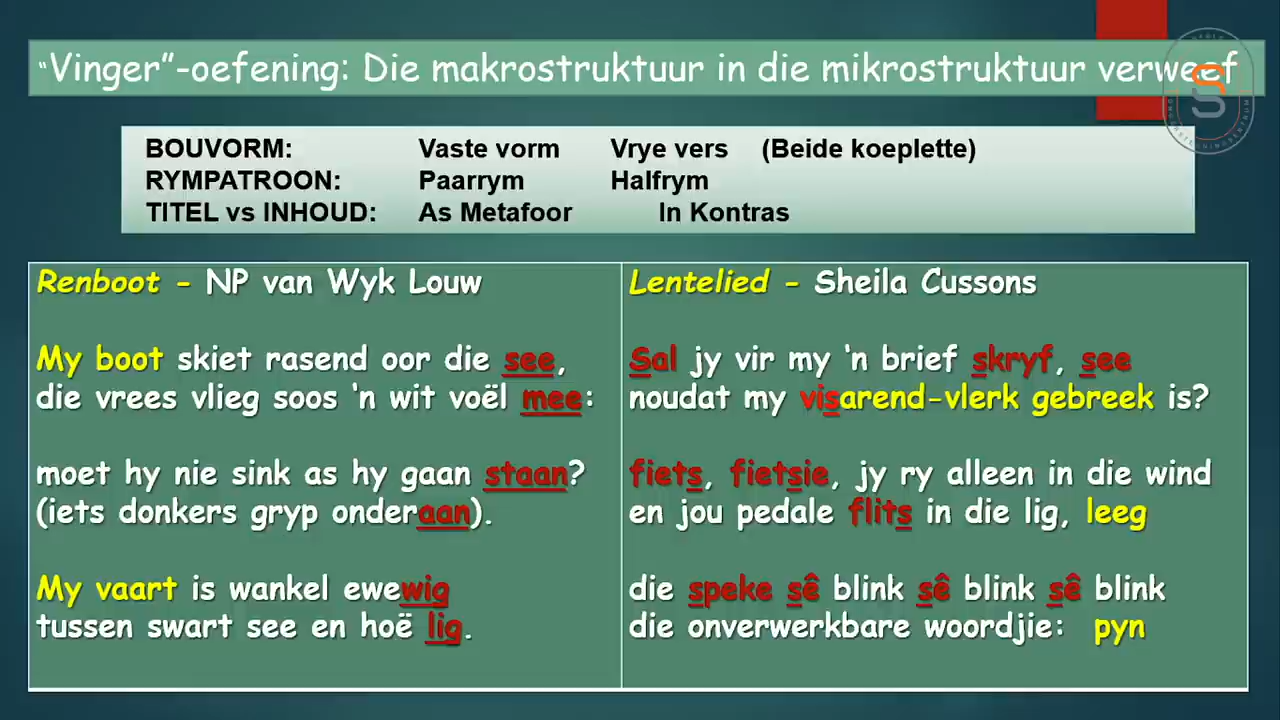 “Vinger”-oefening: Die makrostruktuur in die mikrostruktuur verweef
BOUVORM: Vaste vorm Vrye vers (Beide koeplette)
RYMPATROON: Paarrym Halfrym
TITEL vs INHOUD: As Metafoor In Kontras
Renboot - NP van Wyk Louw
My boot skiet rasend oor die see,
die vrees vlieg soos ‘n wit voël mee:
moet hy nie sink as hy gaan staan?
(iets donkers gryp onderaan).
My vaart is wankel ewewig
tussen swart see en hoë lig.
Lentelied - Sheila Cussons
Sal jy vir my ‘n brief skryf, see
noudat my visarend-vlerk gebreek is?
fiets, fietsie, jy ry alleen in die wind
en jou pedale flits in die lig, leeg
die speke sê blink sê blink sê blink
die onverwerkbare woordjie: pyn